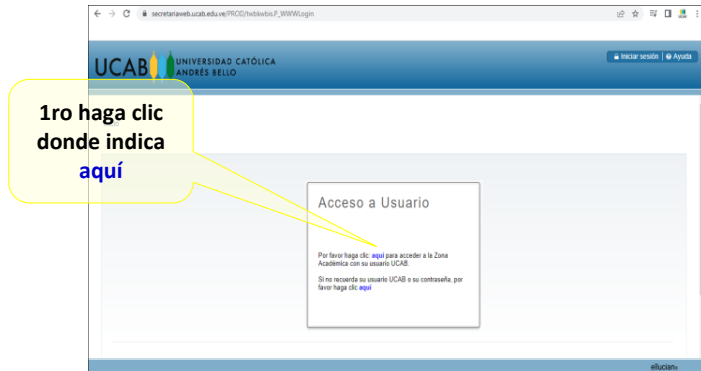 secretariaweb.ucab.edu.ve/PROD/twbkwbis.P_WWWLogin
UCAB UNIVERSIDAD CATÓLICA
ANDRÉS BELLO
Iniciar sesión | Ayuda
1ro haga clic
donde indica
aquí
Acceso a Usuario
Por favor haga clic: aquí para acceder a la Zona
Académica con su usuario UCAB.
Si no recuerda su usuario UCAB o su contraseña, por
favor haga clic aquí
ellucian